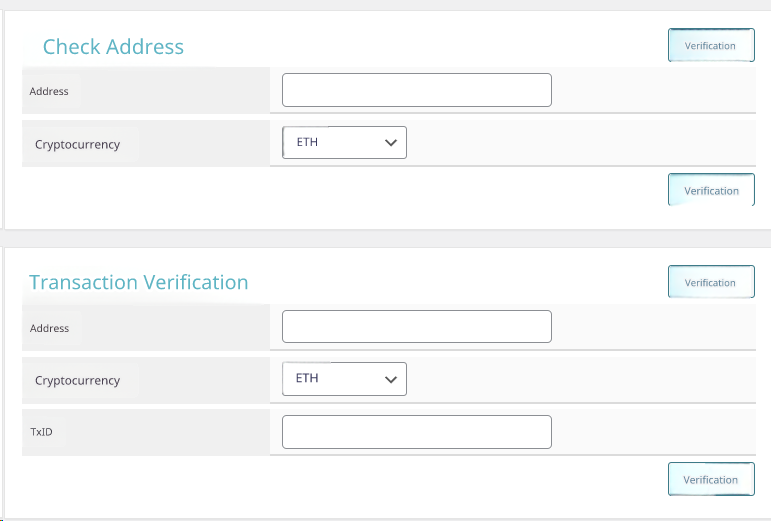 Check Address
Verification
Address
Cryptocurrency
ETH
Verification
Transaction Verification
Verification
Address
Cryptocurrency
ETH
TxID
Verification